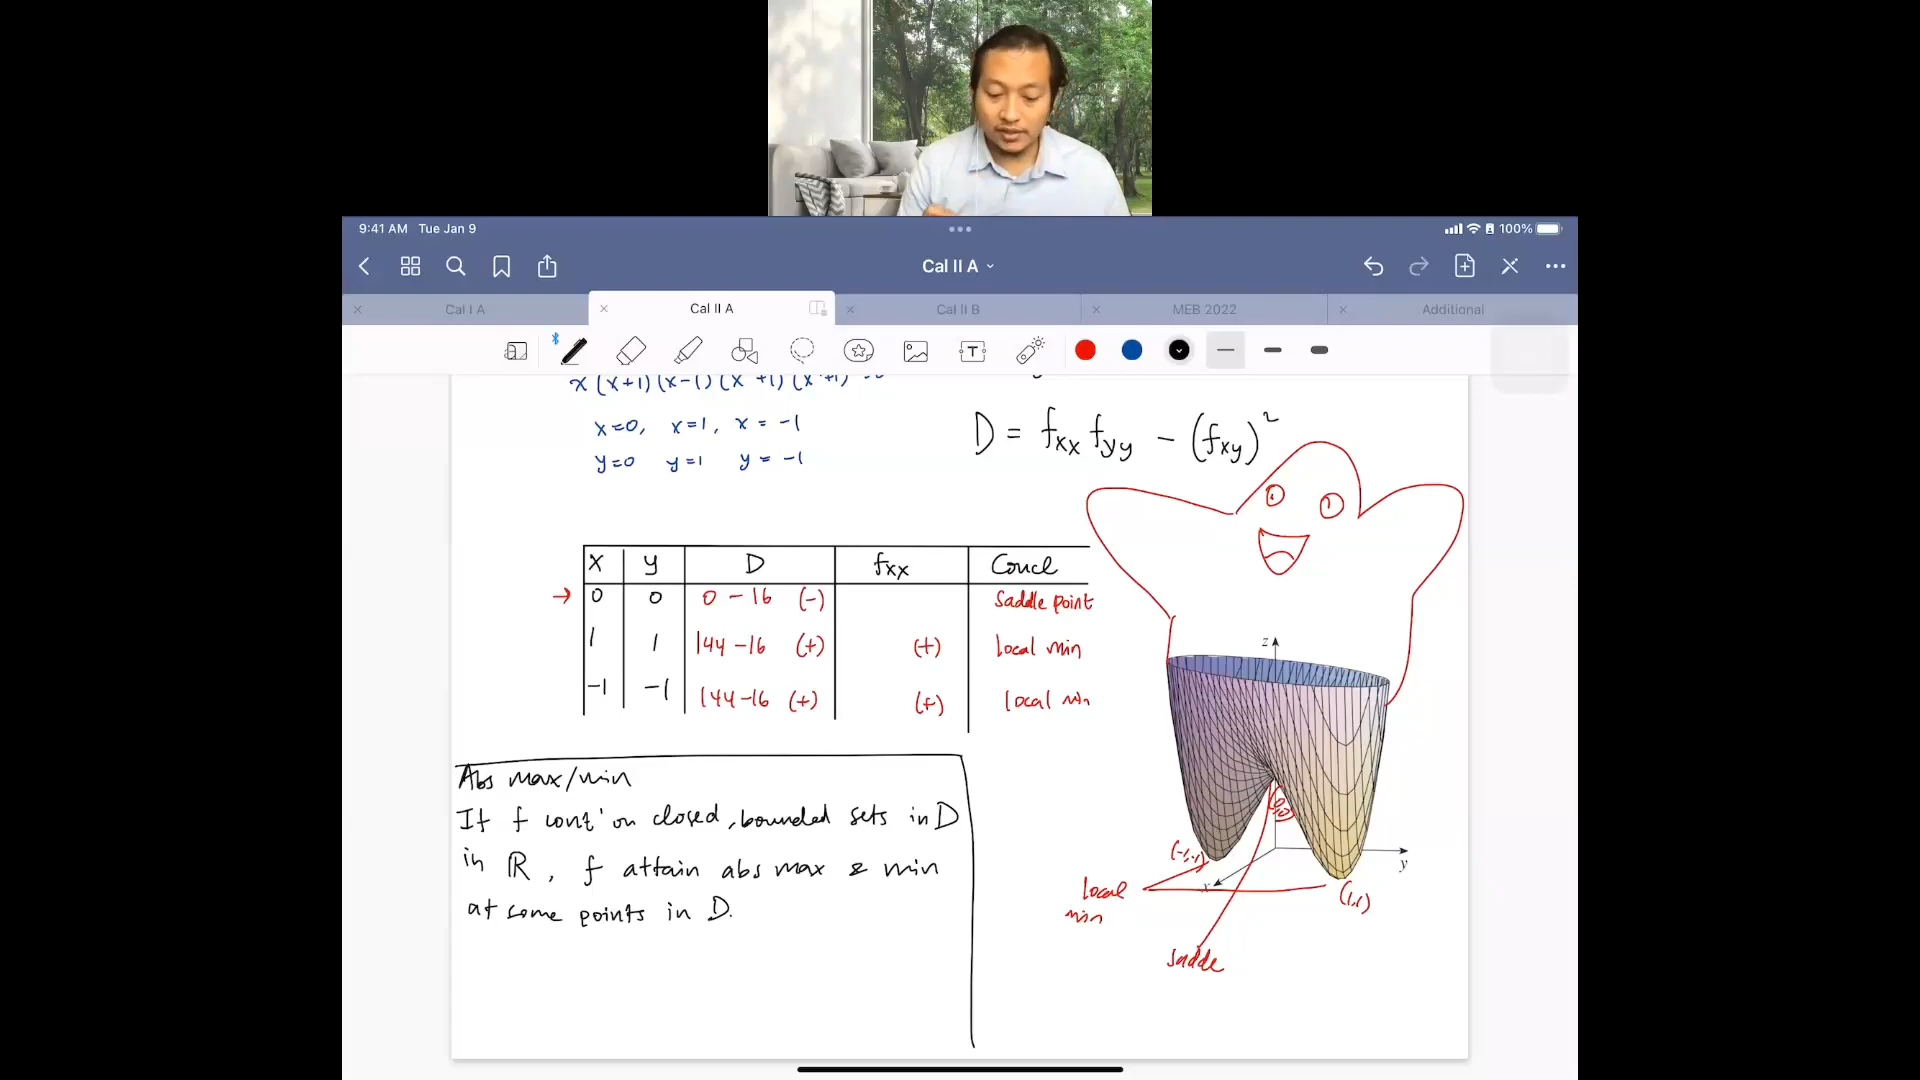 9:41 AM Tue Jan 9
100%
Cal II A
Cal I A
Cal II A
Cal II B
MEB 2022
Additional
x=0, x=1, x = -1
y=0 y=1 y = -1
D = fxx fyy - (fxy)²
x y D fxx Concl
→ 0 0 0 - 16 (-) Saddle point
1 1 144 - 16 (+) (+) local min
-1 -1 144 - 16 (+) (+) local min
Abs max/min
If f cont' on closed, bounded sets in D
in ℝ, f attain abs max & min
at some points in D.
z
y
x
(0,0)
(-1,-1)
(1,1)
local
min
sadde